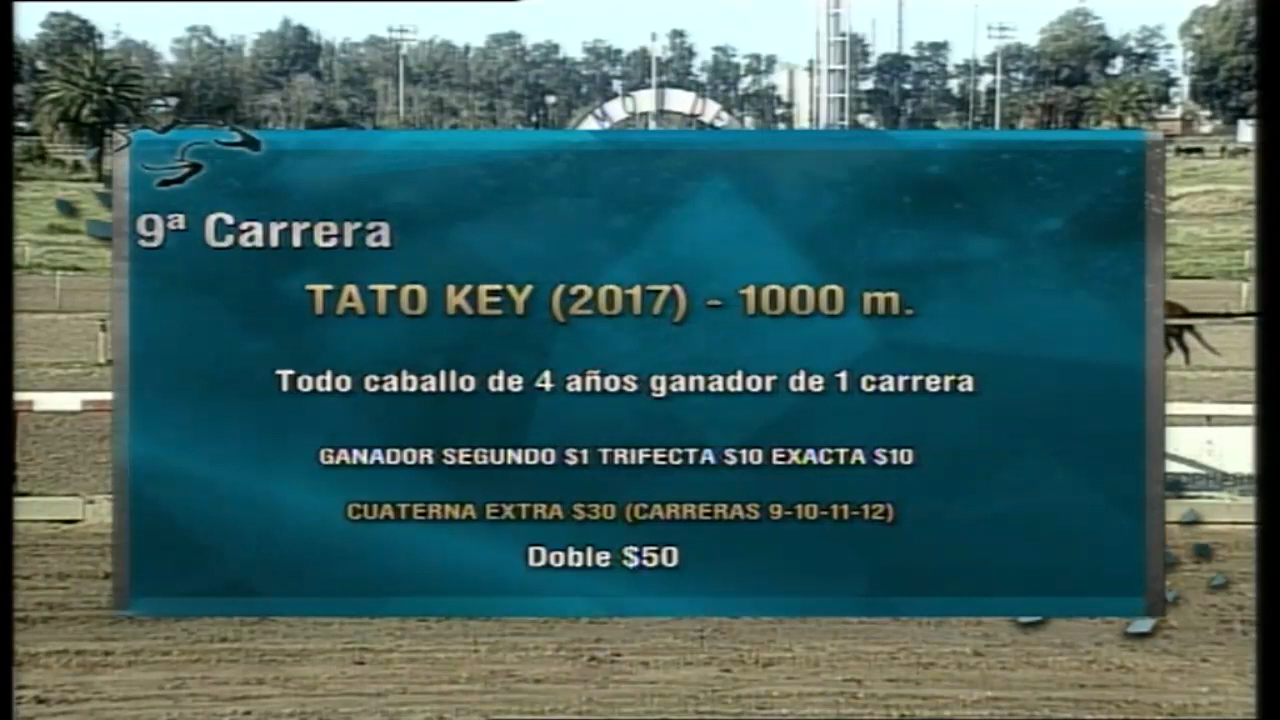 9ª Carrera
TATO KEY (2017) - 1000 m.
Todo caballo de 4 años ganador de 1 carrera
GANADOR SEGUNDO $1 TRIFECTA $10 EXACTA $10
CUATERNA EXTRA $30 (CARRERAS 9-10-11-12)
Doble $50